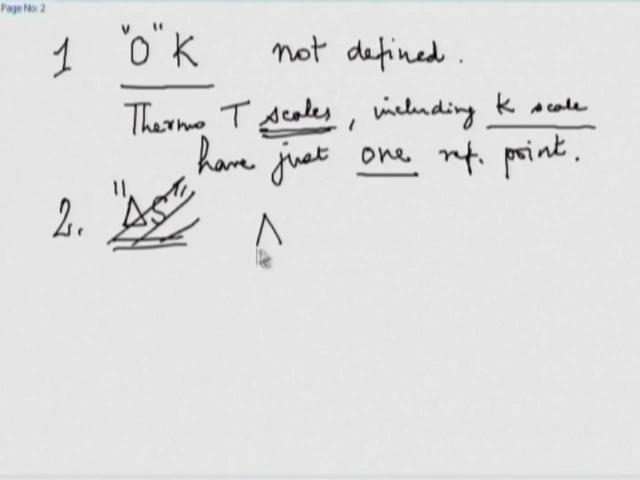 Page No: 2
1 "0" K not defined.
Thermo T scales, including K scale
have just one ref. point.
2. "ΔS" Λ